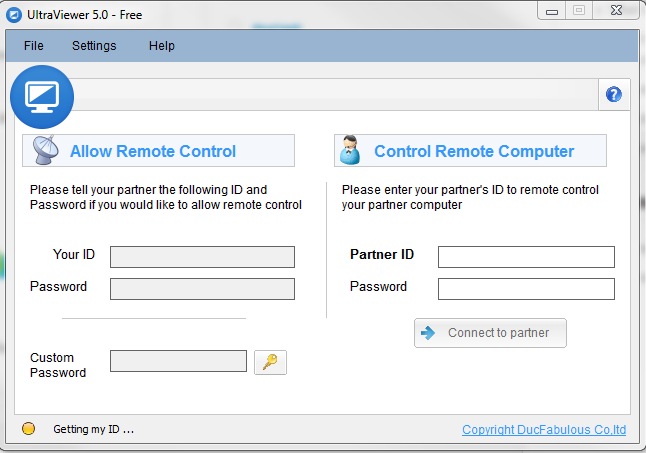 UltraViewer 5.0 - Free
File Settings Help
Allow Remote Control
Please tell your partner the following ID and
Password if you would like to allow remote control
Your ID
Password
Custom
Password
Control Remote Computer
Please enter your partner's ID to remote control
your partner computer
Partner ID
Password
Connect to partner
Getting my ID ...
Copyright DucFabulous Co,ltd